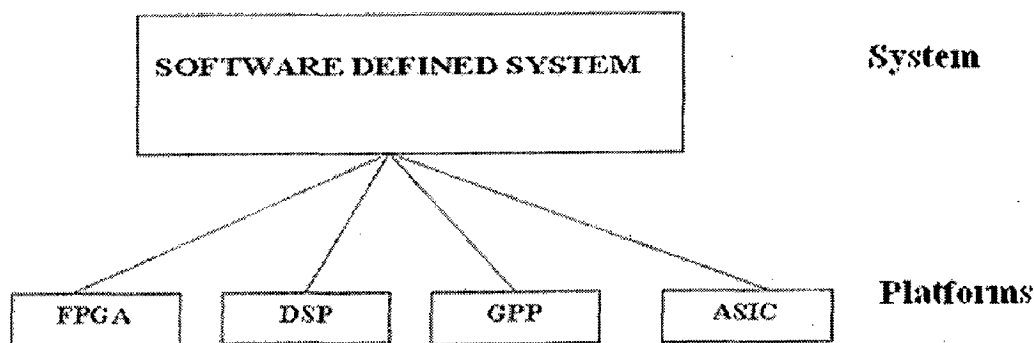 SOFTWARE DEFINED SYSTEM
System
FPGA
DSP
GPP
ASIC
Platforms